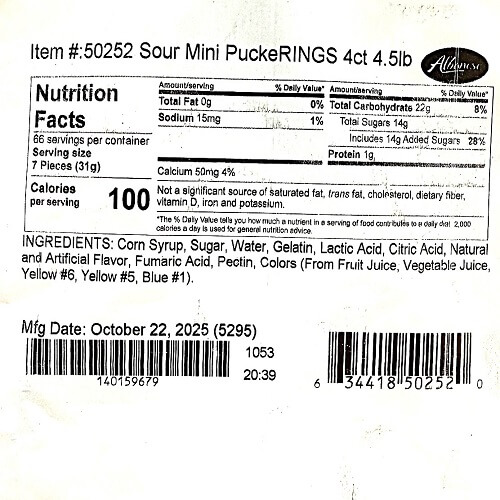 Item #:50252 Sour Mini PuckeRINGS 4ct 4.5lb
Albanese
Nutrition
Facts
66 servings per container
Serving size
7 Pieces (31g)
Calories
per serving
100
Amount/serving % Daily Value*
Total Fat 0g 0%
Sodium 15mg 1%
Calcium 50mg 4%
Amount/serving % Daily Value*
Total Carbohydrate 22g 8%
Total Sugars 14g
Includes 14g Added Sugars 28%
Protein 1g
Not a significant source of saturated fat, trans fat, cholesterol, dietary fiber,
vitamin D, iron and potassium.
*The % Daily Value tells you how much a nutrient in a serving of food contributes to a daily diet 2,000
calories a day is used for general nutrition advice.
INGREDIENTS: Corn Syrup, Sugar, Water, Gelatin, Lactic Acid, Citric Acid, Natural
and Artificial Flavor, Fumaric Acid, Pectin, Colors (From Fruit Juice, Vegetable Juice,
Yellow #6, Yellow #5, Blue #1).
Mfg Date: October 22, 2025 (5295)
140159679
1053
20:39
6 34418 50252 0